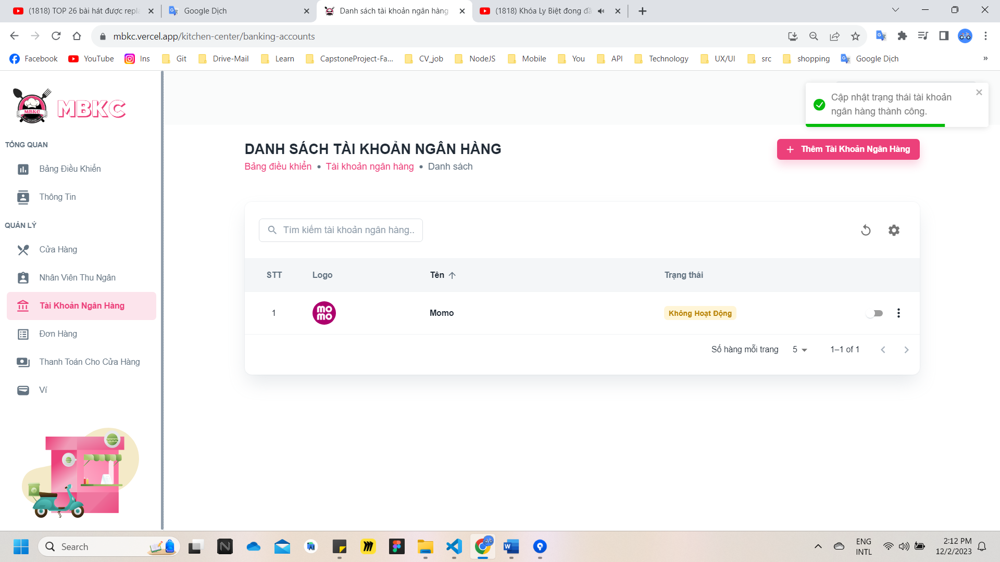 (1818) TOP 26 bài hát được repla
Google Dịch
Danh sách tài khoản ngân hàng
(1818) Khóa Ly Biệt đong đầ
mbkc.vercel.app/kitchen-center/banking-accounts
Facebook
YouTube
Ins
Git
Drive-Mail
Learn
CapstoneProject-Fa...
CV_job
NodeJS
Mobile
You
API
Technology
UX/UI
src
shopping
Google Dịch
»
MBKC
MBKC
Cập nhật trạng thái tài khoản
ngân hàng thành công.
TỔNG QUAN
Bảng Điều Khiển
Thông Tin
QUẢN LÝ
Cửa Hàng
Nhân Viên Thu Ngân
Tài Khoản Ngân Hàng
Đơn Hàng
Thanh Toán Cho Cửa Hàng
Ví
DANH SÁCH TÀI KHOẢN NGÂN HÀNG
Bảng điều khiển • Tài khoản ngân hàng • Danh sách
+ Thêm Tài Khoản Ngân Hàng
Tìm kiếm tài khoản ngân hàng..
STT
Logo
Tên
Trạng thái
1
mo
mo
Momo
Không Hoạt Động
Số hàng mỗi trang
5
1–1 of 1
Search
ENG
INTL
2:12 PM
12/2/2023